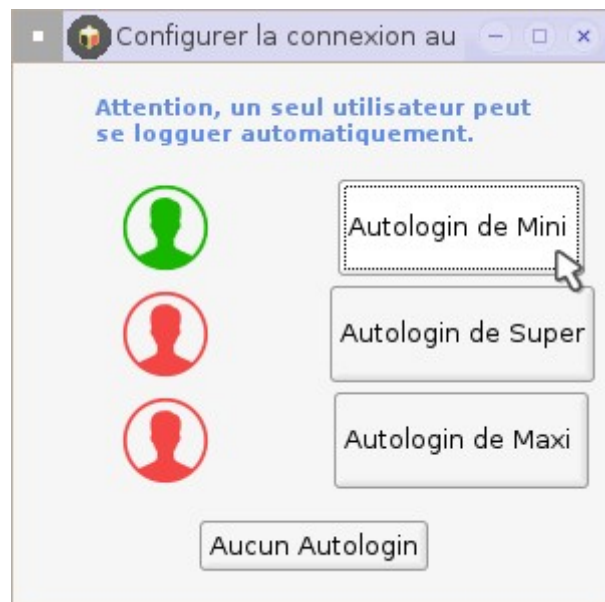 Configurer la connexion au
Attention, un seul utilisateur peut
se logguer automatiquement.
Autologin de Mini
Autologin de Super
Autologin de Maxi
Aucun Autologin